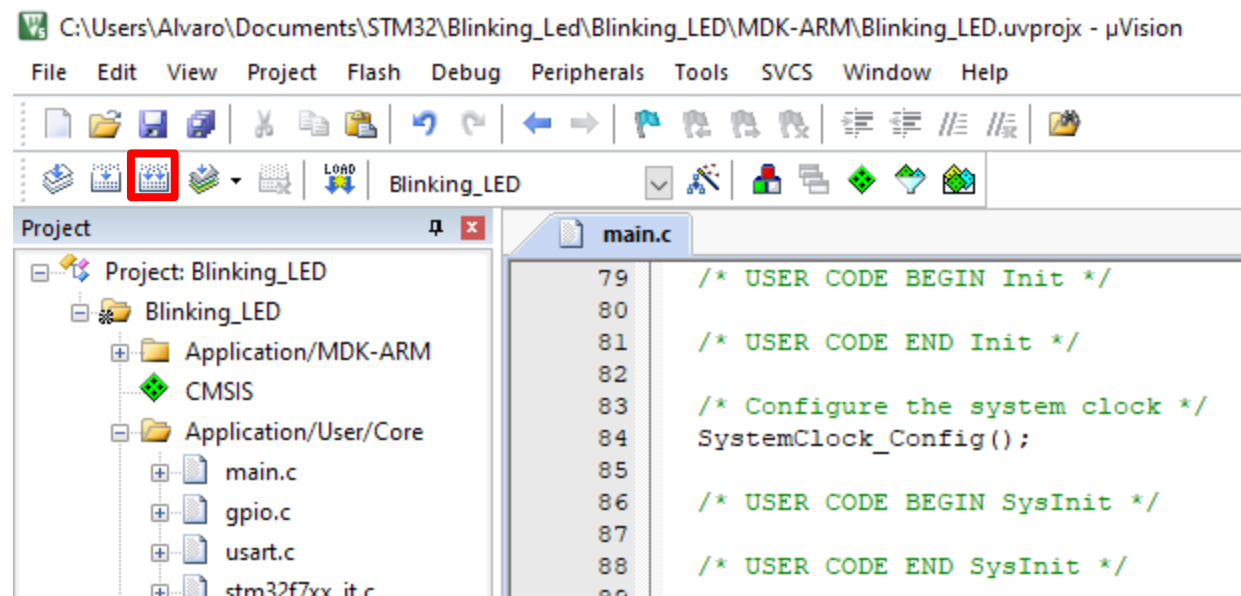 C:\Users\Alvaro\Documents\STM32\Blinking_Led\Blinking_LED\MDK-ARM\Blinking_LED.uvprojx - µVision
File Edit View Project Flash Debug Peripherals Tools SVCS Window Help
LOAD Blinking_LED
Project
Project: Blinking_LED
Blinking_LED
Application/MDK-ARM
CMSIS
Application/User/Core
main.c
gpio.c
usart.c
stm32f7xx_it.c
main.c
79 /* USER CODE BEGIN Init */
80
81 /* USER CODE END Init */
82
83 /* Configure the system clock */
84 SystemClock_Config();
85
86 /* USER CODE BEGIN SysInit */
87
88 /* USER CODE END SysInit */
89